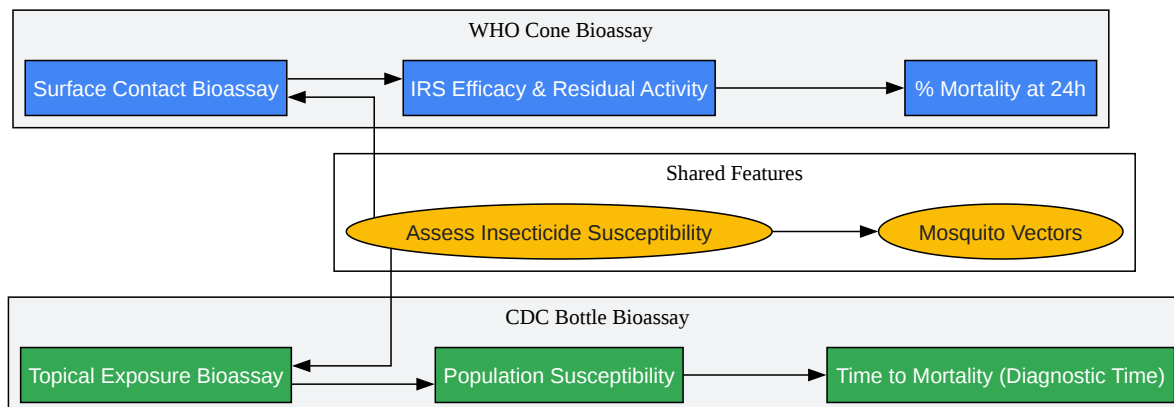 WHO Cone Bioassay
Surface Contact Bioassay
IRS Efficacy & Residual Activity
% Mortality at 24h
Shared Features
Assess Insecticide Susceptibility
Mosquito Vectors
CDC Bottle Bioassay
Topical Exposure Bioassay
Population Susceptibility
Time to Mortality (Diagnostic Time)